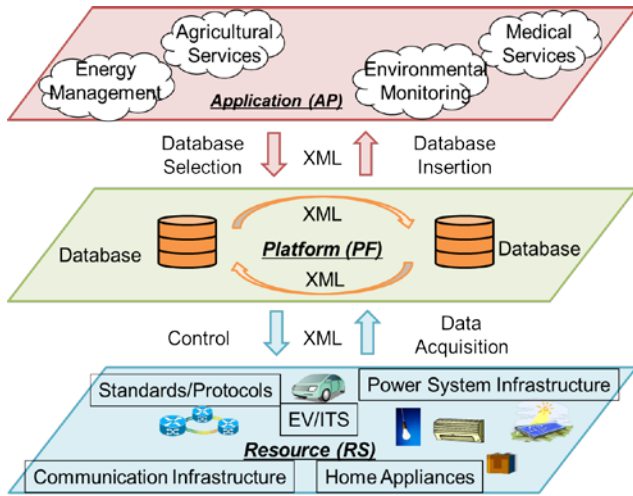 Agricultural
Services
Medical
Services
Energy
Management
Environmental
Monitoring
Application (AP)
Database
Selection
XML
Database
Insertion
XML
Database
Platform (PF)
Database
XML
Control
XML
Data
Acquisition
Standards/Protocols
Power System Infrastructure
EV/ITS
Resource (RS)
Communication Infrastructure
Home Appliances